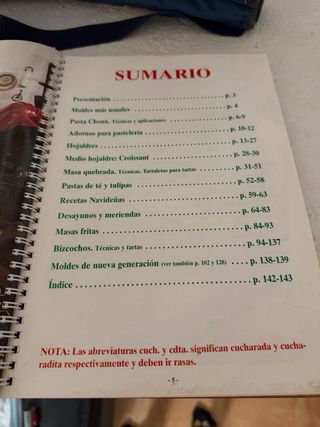 SUMARIO
Presentación .............................. p. 3
Moldes más usuales .............................. p. 4
Pasta Choux. Técnicas y aplicaciones .............................. p. 6-9
Adornos para pastelería .............................. p. 10-12
Hojaldres .............................. p. 13-27
Medio hojaldre: Croissant .............................. p. 28-30
Masa quebrada. Técnicas. Tartaletas para tartas .............................. p. 31-51
Pastas de té y tulipas .............................. p. 52-58
Recetas Navideñas .............................. p. 59-63
Desayunos y meriendas .............................. p. 64-83
Masas fritas .............................. p. 84-93
Bizcochos. Técnicas y tartas .............................. p. 94-137
Moldes de nueva generación (ver también p. 102 y 128) ..... p. 138-139
Índice .............................. p. 142-143
NOTA: Las abreviaturas cuch. y cdta. significan cucharada y cucha-
radita respectivamente y deben ir rasas.
- 5 -